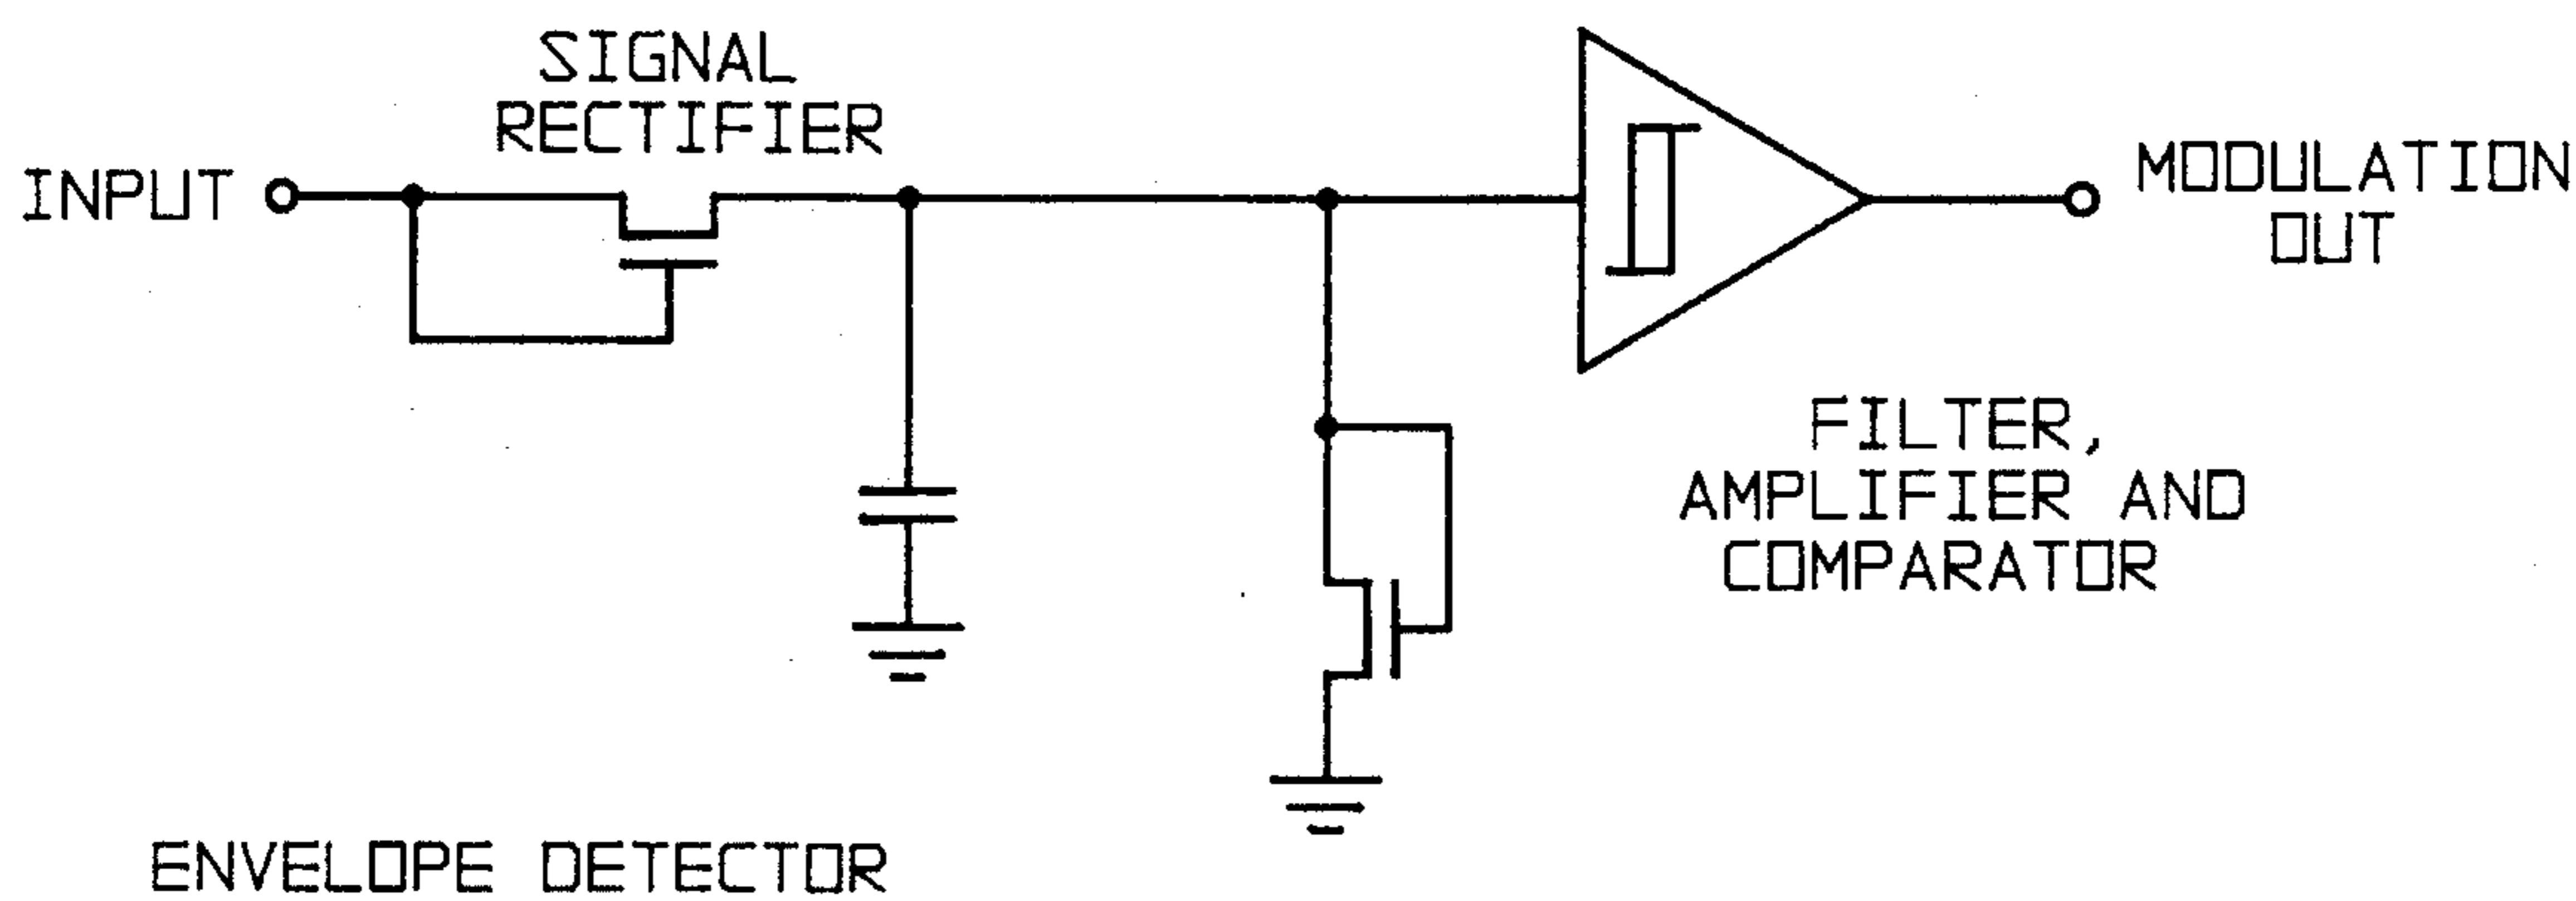 SIGNAL
RECTIFIER
INPUT
MODULATION
OUT
FILTER,
AMPLIFIER AND
COMPARATOR
ENVELOPE DETECTOR